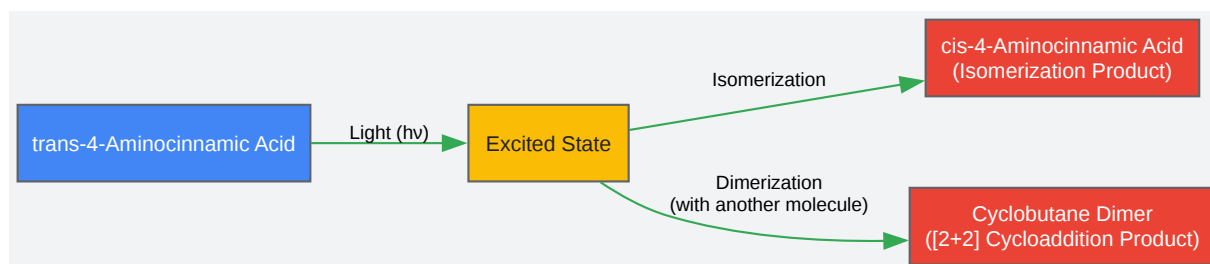 trans-4-Aminocinnamic Acid
Light (hν)
Excited State
Isomerization
cis-4-Aminocinnamic Acid
(Isomerization Product)
Dimerization
(with another molecule)
Cyclobutane Dimer
([2+2] Cycloaddition Product)